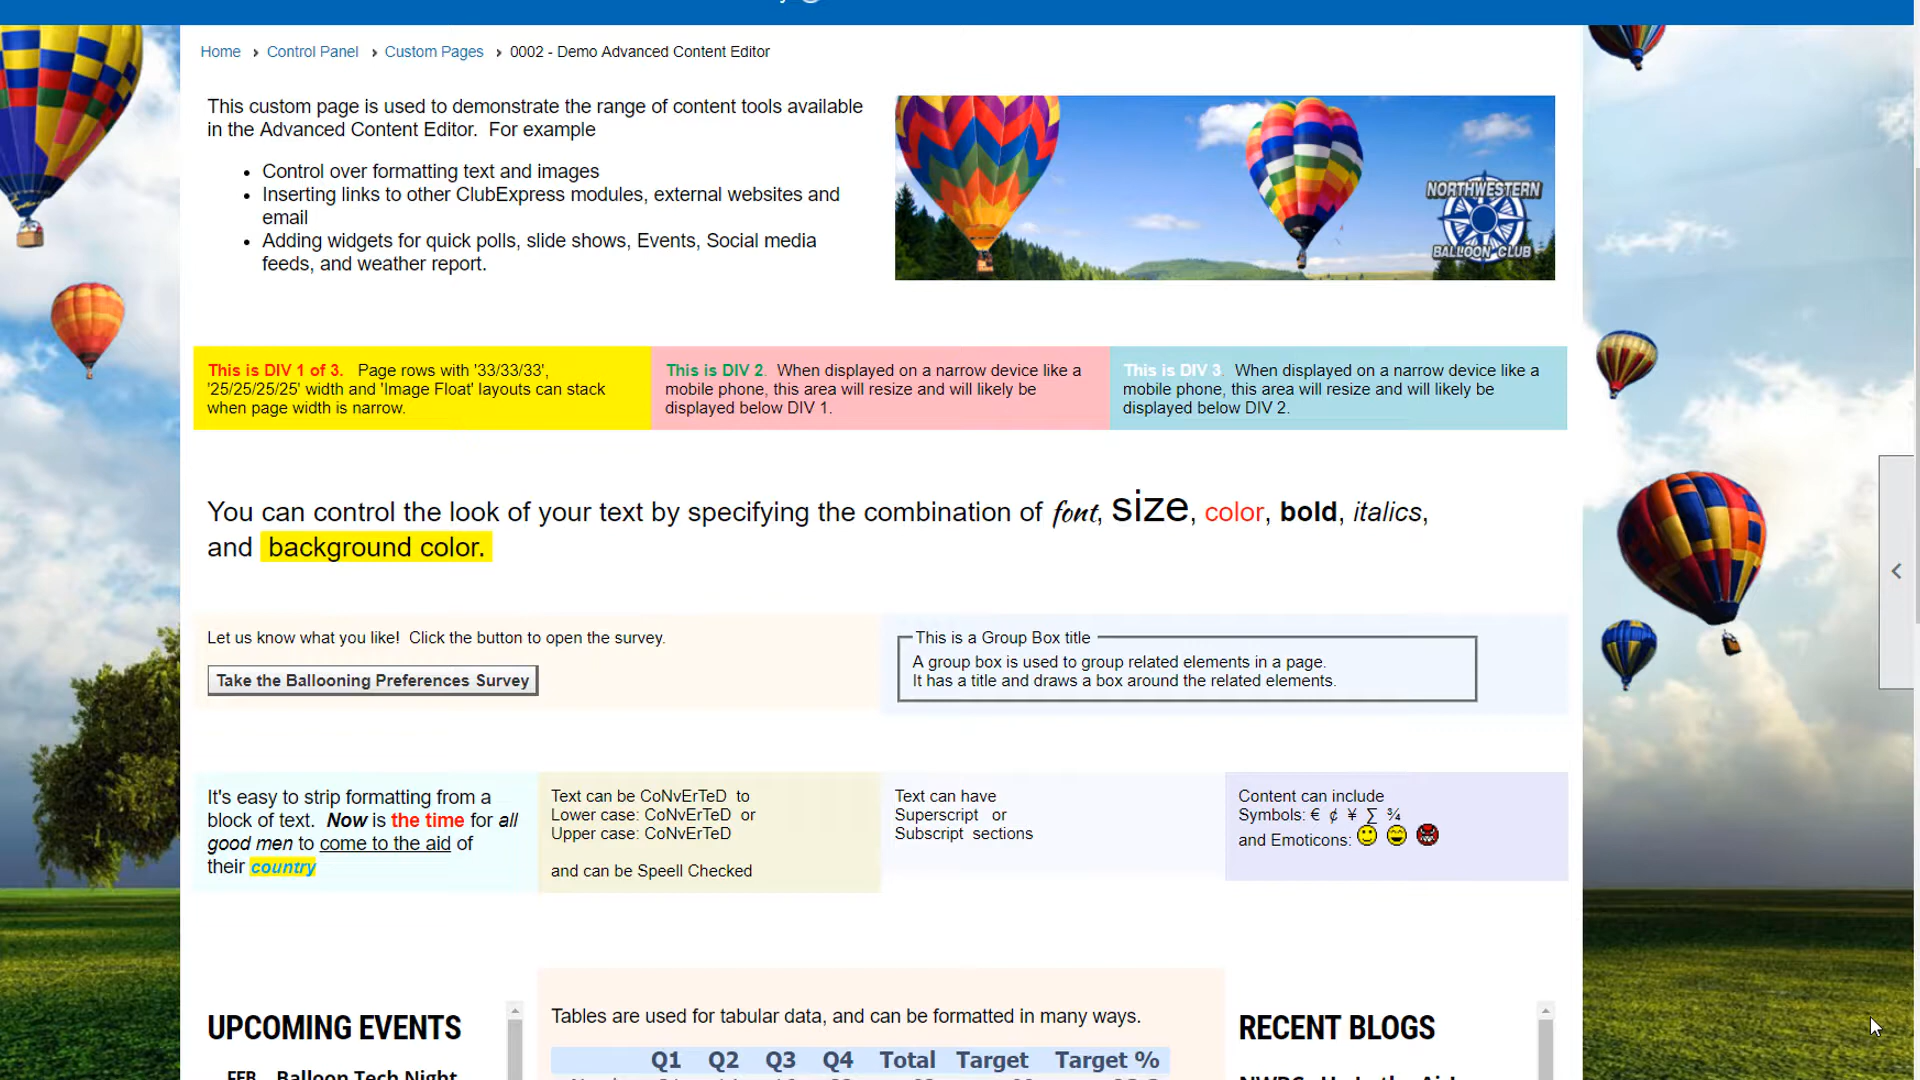 Home › Control Panel › Custom Pages › 0002 - Demo Advanced Content Editor
This custom page is used to demonstrate the range of content tools available
in the Advanced Content Editor.  For example
• Control over formatting text and images
• Inserting links to other ClubExpress modules, external websites and
email
• Adding widgets for quick polls, slide shows, Events, Social media
feeds, and weather report.
NORTHWESTERN
BALLOON CLUB
This is DIV 1 of 3.   Page rows with '33/33/33',
'25/25/25/25' width and 'Image Float' layouts can stack
when page width is narrow.
This is DIV 2.  When displayed on a narrow device like a
mobile phone, this area will resize and will likely be
displayed below DIV 1.
This is DIV 3.  When displayed on a narrow device like a
mobile phone, this area will resize and will likely be
displayed below DIV 2.
You can control the look of your text by specifying the combination of font, size, color, bold, italics,
and background color.
Let us know what you like!  Click the button to open the survey.
Take the Ballooning Preferences Survey
This is a Group Box title
A group box is used to group related elements in a page.
It has a title and draws a box around the related elements.
It's easy to strip formatting from a
block of text.  Now is the time for all
good men to come to the aid of
their country
Text can be CoNvErTeD  to
Lower case: CoNvErTeD  or
Upper case: CoNvErTeD
and can be Speell Checked
Text can have
Superscript   or
Subscript  sections
Content can include
Symbols: €  ¢  ¥  ∑  ¾
and Emoticons:
UPCOMING EVENTS
FEB Balloon Tech Night
Tables are used for tabular data, and can be formatted in many ways.
Q1 Q2 Q3 Q4 Total Target Target %
RECENT BLOGS